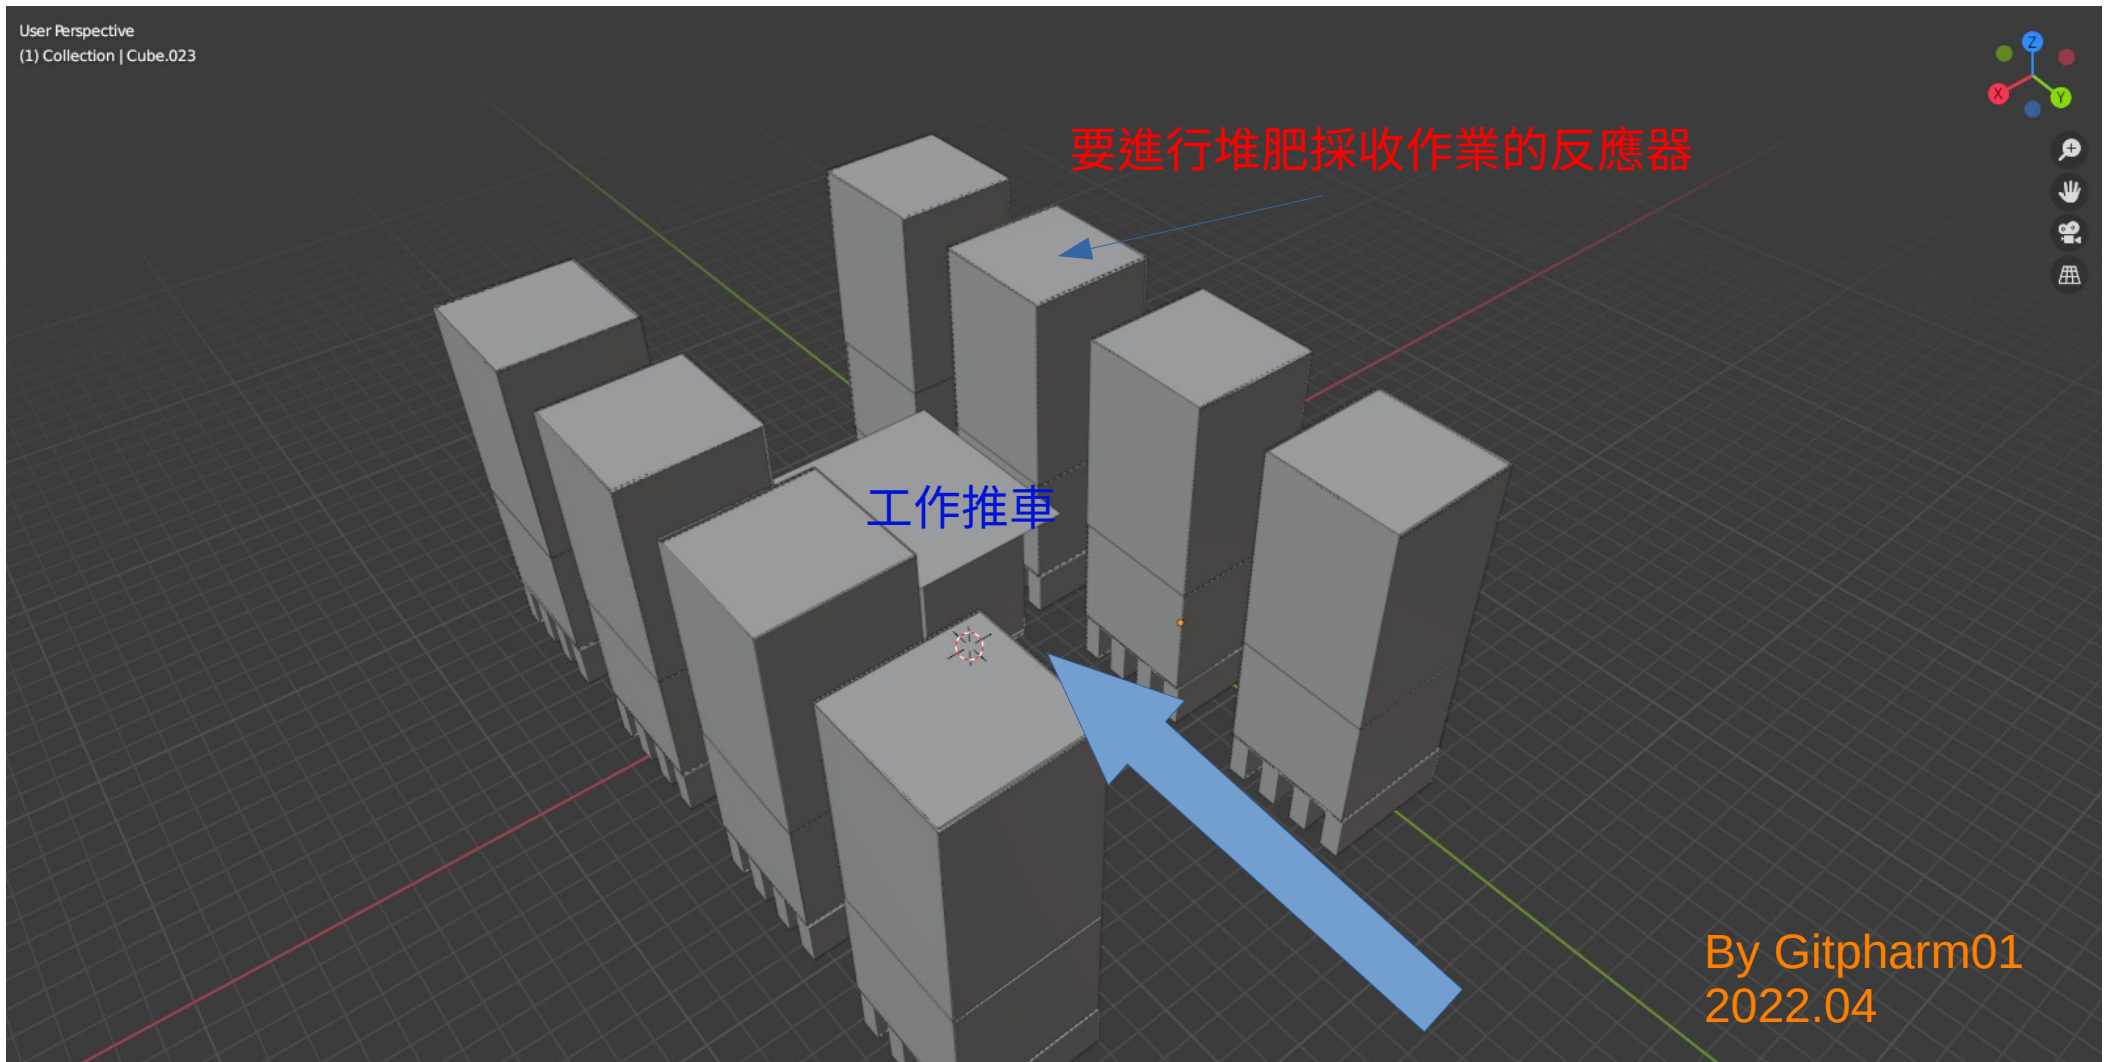 User Perspective
(1) Collection | Cube.023
Z
X
Y
要進行堆肥採收作業的反應器
工作推車
By Gitpharm01
2022.04